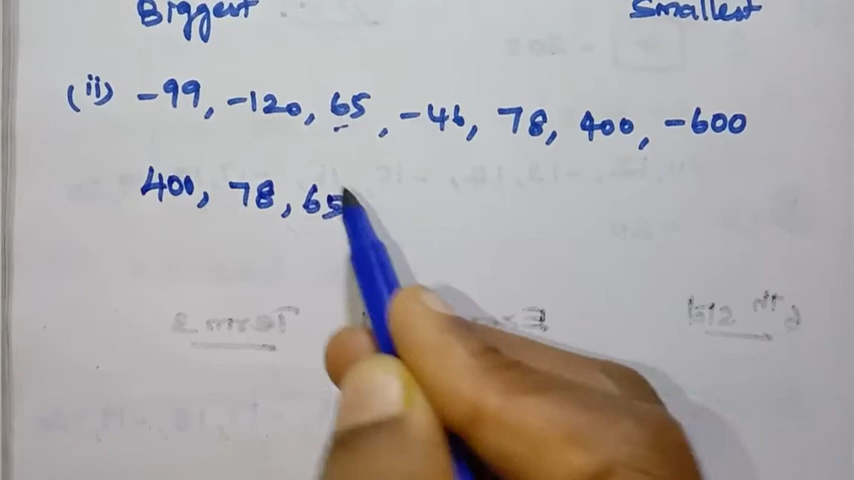 Biggest Smallest
(ii) -99, -120, 65, -46, 78, 400, -600
400, 78, 65